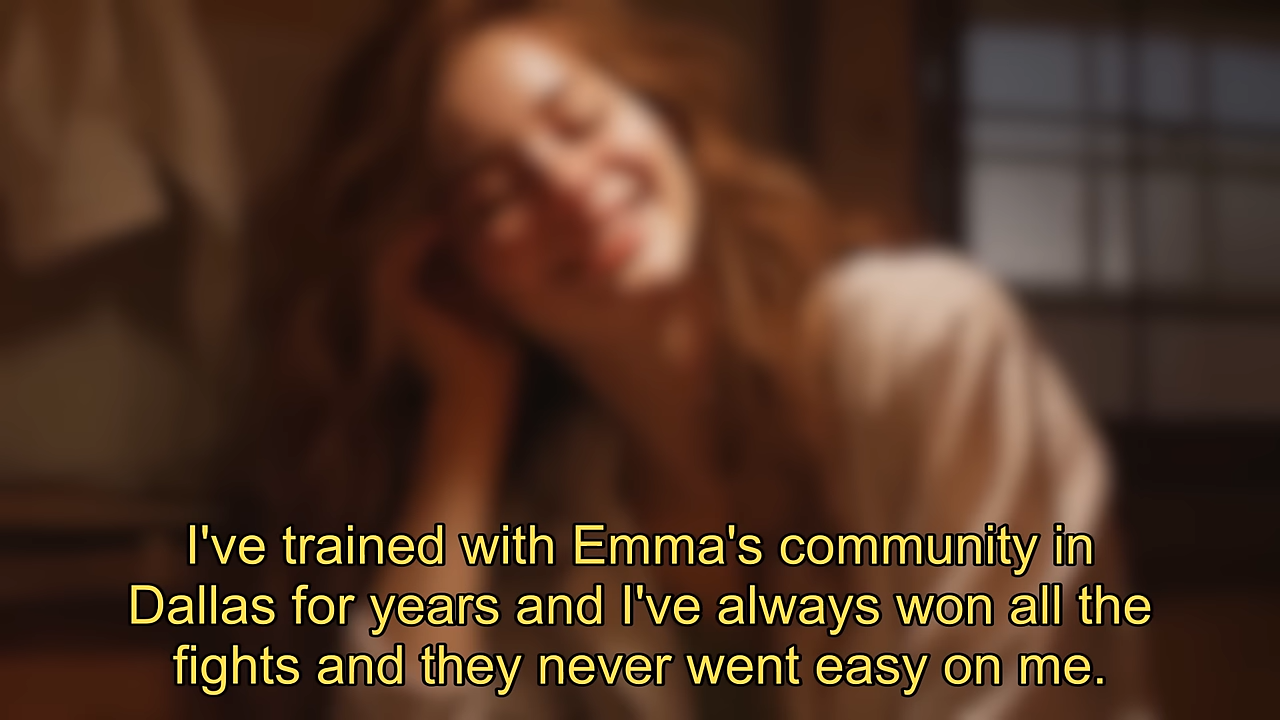 I've trained with Emma's community in
Dallas for years and I've always won all the
fights and they never went easy on me.